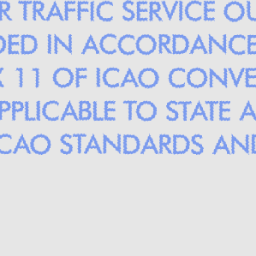 R TRAFFIC SERVICE OU
DED IN ACCORDANCE
X 11 OF ICAO CONVE
PPLICABLE TO STATE A
CAO STANDARDS AND